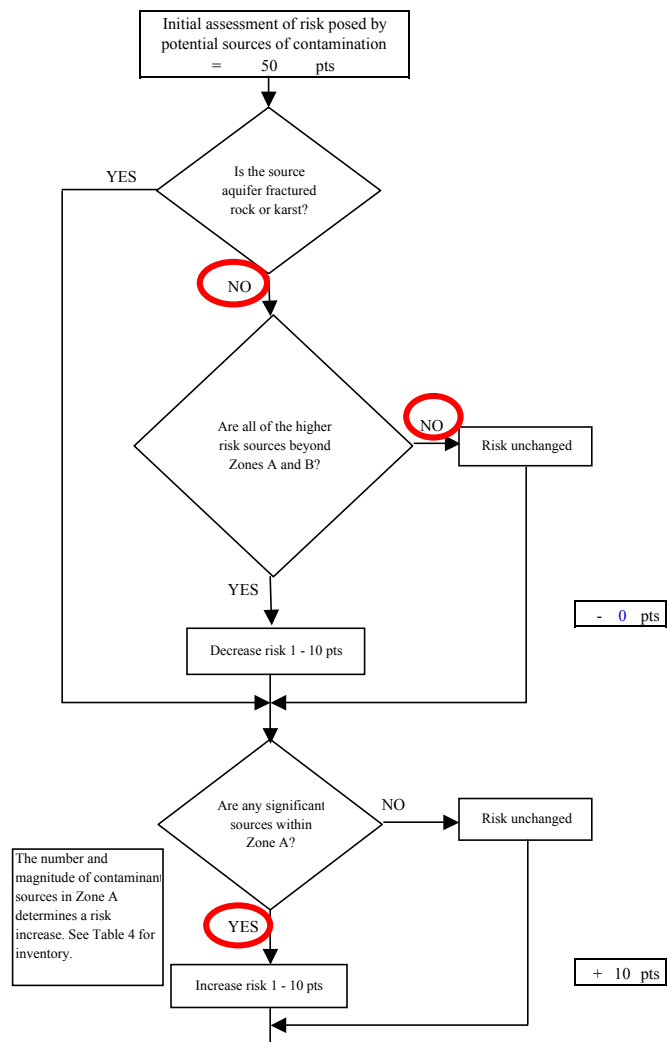 Initial assessment of risk posed by
potential sources of contamination
= 50 pts
YES
Is the source
aquifer fractured
rock or karst?
NO
Are all of the higher
risk sources beyond
Zones A and B?
NO
Risk unchanged
YES
- 0 pts
Decrease risk 1 - 10 pts
Are any significant
sources within
Zone A?
NO
Risk unchanged
The number and
magnitude of contaminant
sources in Zone A
determines a risk
increase. See Table 4 for
inventory.
YES
+ 10 pts
Increase risk 1 - 10 pts